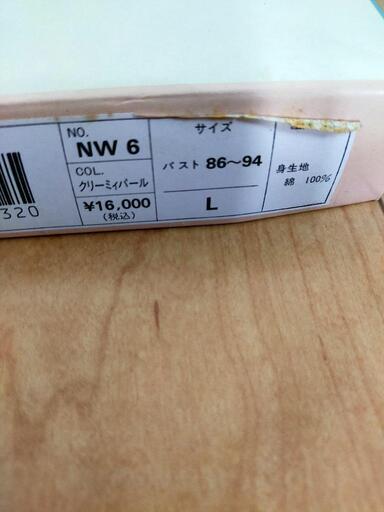 NO.
NW 6
COL.
クリーミィパール
¥16,000
(税込)
サイズ
バスト 86〜94
L
身生地
綿 100%
320